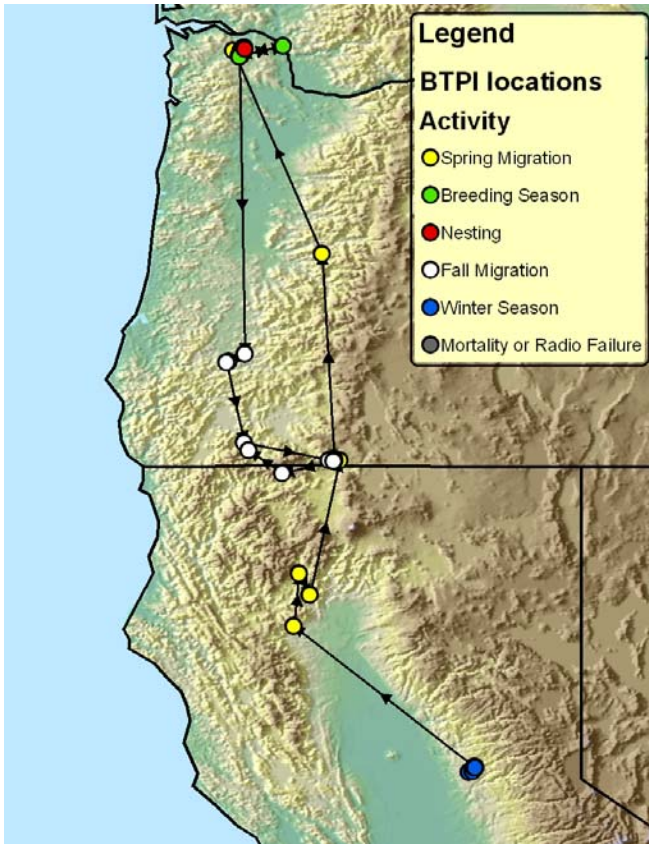 Legend
BTPI locations
Activity
Spring Migration
Breeding Season
Nesting
Fall Migration
Winter Season
Mortality or Radio Failure